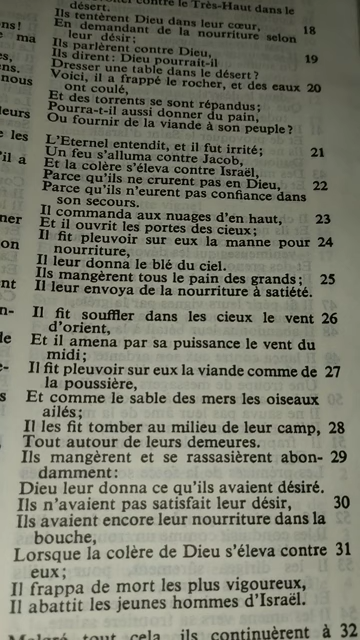 contre le Très-Haut dans le
désert.
Ils tentèrent Dieu dans leur cœur, 18
En demandant de la nourriture selon
leur désir;
Ils parlèrent contre Dieu, 19
Ils dirent: Dieu pourrait-il
Dresser une table dans le désert?
Voici, il a frappé le rocher, et des eaux 20
ont coulé,
Et des torrents se sont répandus;
Pourra-t-il aussi donner du pain,
Ou fournir de la viande à son peuple?
L'Eternel entendit, et il fut irrité; 21
Un feu s'alluma contre Jacob,
Et la colère s'éleva contre Israël,
Parce qu'ils ne crurent pas en Dieu, 22
Parce qu'ils n'eurent pas confiance dans
son secours.
Il commanda aux nuages d'en haut, 23
Et il ouvrit les portes des cieux;
Il fit pleuvoir sur eux la manne pour 24
nourriture,
Il leur donna le blé du ciel.
Ils mangèrent tous le pain des grands; 25
Il leur envoya de la nourriture à satiété.
Il fit souffler dans les cieux le vent 26
d'orient,
Et il amena par sa puissance le vent du
midi;
Il fit pleuvoir sur eux la viande comme de 27
la poussière,
Et comme le sable des mers les oiseaux
ailés;
Il les fit tomber au milieu de leur camp, 28
Tout autour de leurs demeures.
Ils mangèrent et se rassasièrent abon- 29
damment:
Dieu leur donna ce qu'ils avaient désiré.
Ils n'avaient pas satisfait leur désir, 30
Ils avaient encore leur nourriture dans la
bouche,
Lorsque la colère de Dieu s'éleva contre 31
eux;
Il frappa de mort les plus vigoureux,
Il abattit les jeunes hommes d'Israël.
Malgré tout cela, ils continuèrent à 32